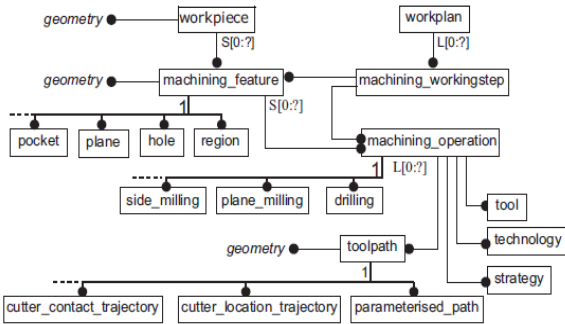 geometry
workpiece
workplan
S[0:?]
L[0:?]
geometry
machining_feature
machining_workingstep
1
S[0:?]
pocket
plane
hole
region
machining_operation
1
L[0:?]
side_milling
plane_milling
drilling
tool
geometry
toolpath
technology
1
strategy
cutter_contact_trajectory
cutter_location_trajectory
parameterised_path